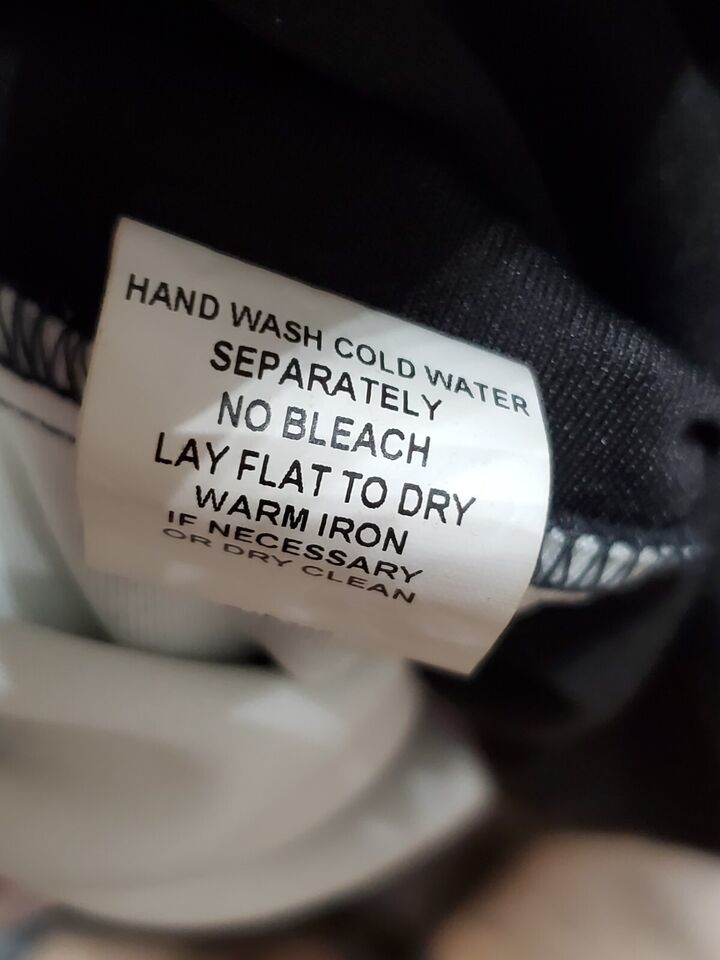 HAND WASH COLD WATER
SEPARATELY
NO BLEACH
LAY FLAT TO DRY
WARM IRON
IF NECESSARY
OR DRY CLEAN